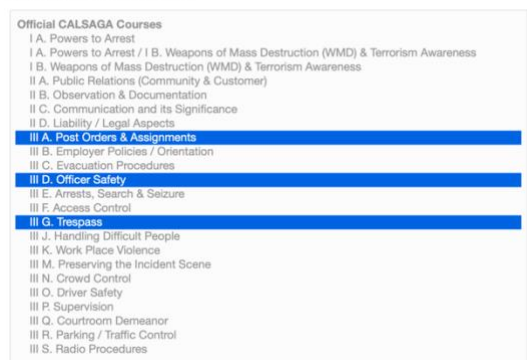 Official CALSAGA Courses
I A. Powers to Arrest
I A. Powers to Arrest / I B. Weapons of Mass Destruction (WMD) & Terrorism Awareness
I B. Weapons of Mass Destruction (WMD) & Terrorism Awareness
II A. Public Relations (Community & Customer)
II B. Observation & Documentation
II C. Communication and its Significance
II D. Liability / Legal Aspects
III A. Post Orders & Assignments
III B. Employer Policies / Orientation
III C. Evacuation Procedures
III D. Officer Safety
III E. Arrests, Search & Seizure
III F. Access Control
III G. Trespass
III J. Handling Difficult People
III K. Work Place Violence
III M. Preserving the Incident Scene
III N. Crowd Control
III O. Driver Safety
III P. Supervision
III Q. Courtroom Demeanor
III R. Parking / Traffic Control
III S. Radio Procedures